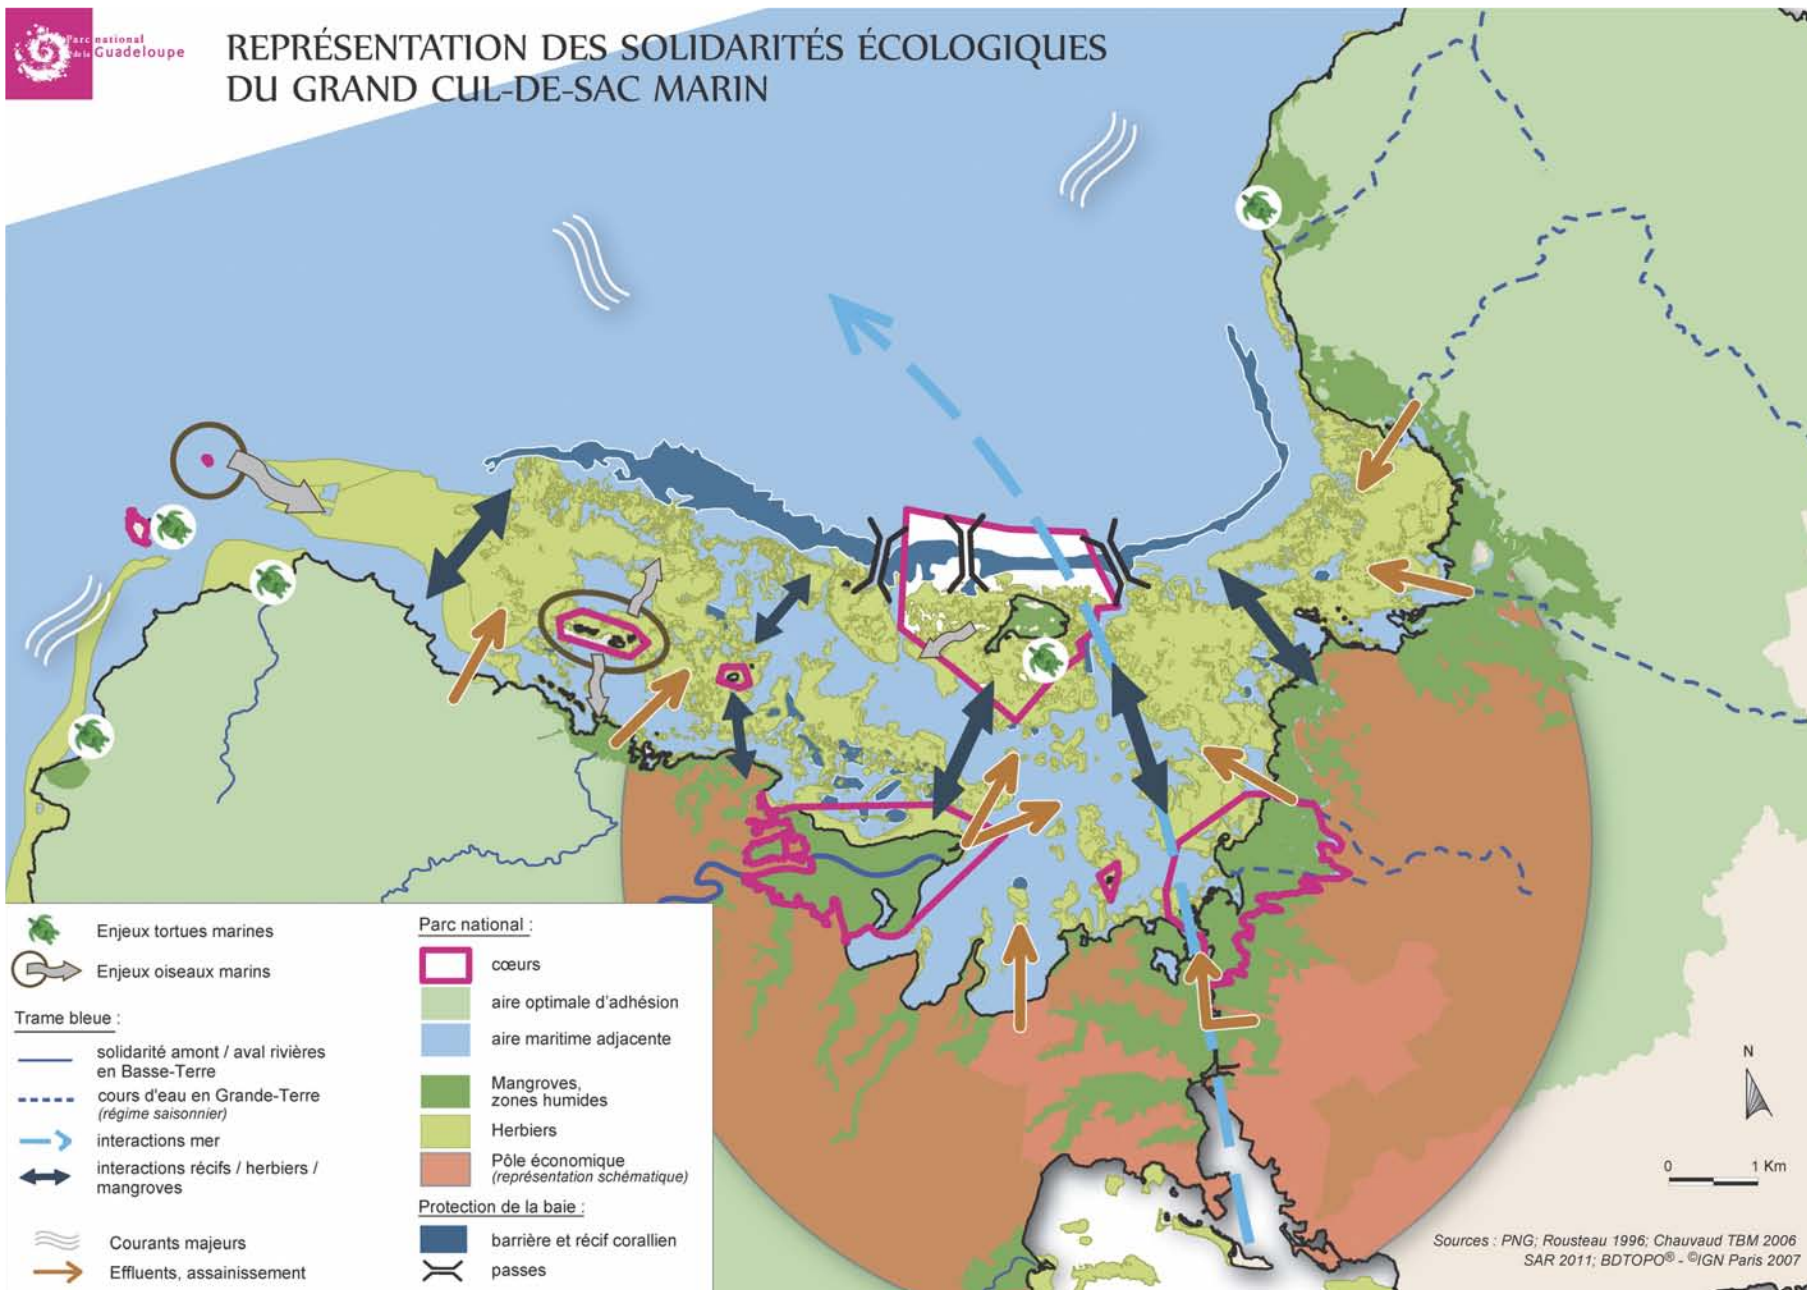 Parc national
de la Guadeloupe
REPRÉSENTATION DES SOLIDARITÉS ÉCOLOGIQUES
DU GRAND CUL-DE-SAC MARIN
Enjeux tortues marines
Enjeux oiseaux marins
Trame bleue :
solidarité amont / aval rivières
en Basse-Terre
cours d'eau en Grande-Terre
(régime saisonnier)
interactions mer
interactions récifs / herbiers /
mangroves
Courants majeurs
Effluents, assainissement
Parc national :
cœurs
aire optimale d'adhésion
aire maritime adjacente
Mangroves,
zones humides
Herbiers
Pôle économique
(représentation schématique)
Protection de la baie :
barrière et récif corallien
passes
N
0 1 Km
Sources : PNG; Rousteau 1996; Chauvaud TBM 2006
SAR 2011; BDTOPO® - ©IGN Paris 2007